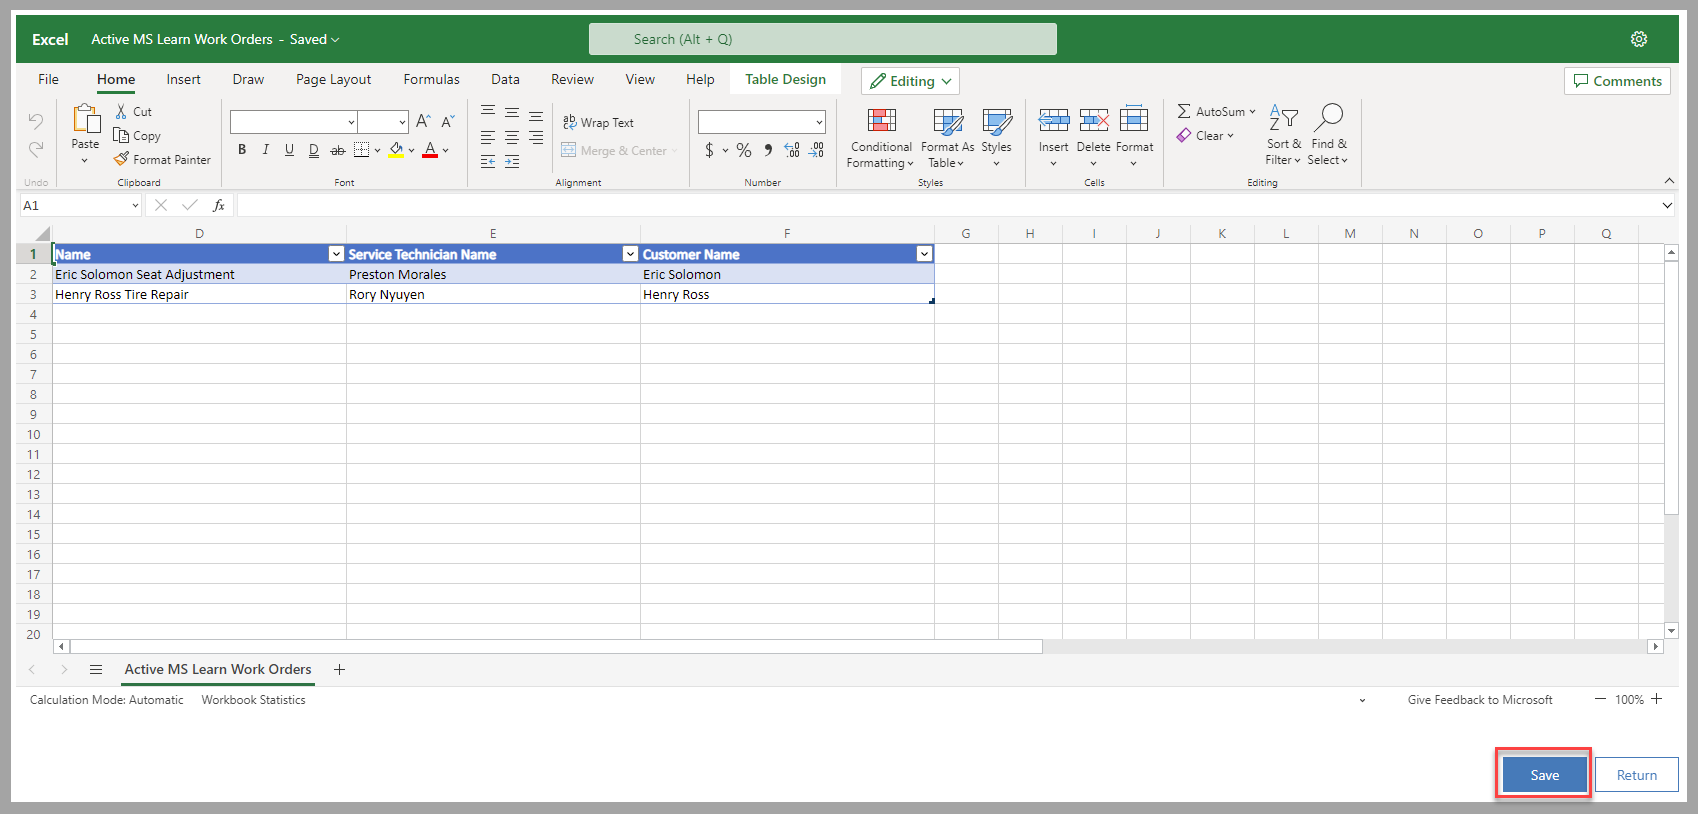 Excel Active MS Learn Work Orders - Saved Search (Alt + Q)
File Home Insert Draw Page Layout Formulas Data Review View Help Table Design Editing Comments
Undo
Paste
Cut
Copy
Format Painter
Clipboard
A^ A˅
B I U D ab A
Font
ab Wrap Text
Merge & Center
Alignment
$ % 9 .00 .00
Number
Conditional Formatting
Format As Table
Styles
Styles
Insert Delete Format
Cells
AutoSum
Clear
Sort & Filter
Find & Select
Editing
A1 fx
D E F G H I J K L M N O P Q
1 Name Service Technician Name Customer Name
2 Eric Solomon Seat Adjustment Preston Morales Eric Solomon
3 Henry Ross Tire Repair Rory Nyuyen Henry Ross
4
5
6
7
8
9
10
11
12
13
14
15
16
17
18
19
20
Active MS Learn Work Orders +
Calculation Mode: Automatic Workbook Statistics Give Feedback to Microsoft — 100% +
Save Return